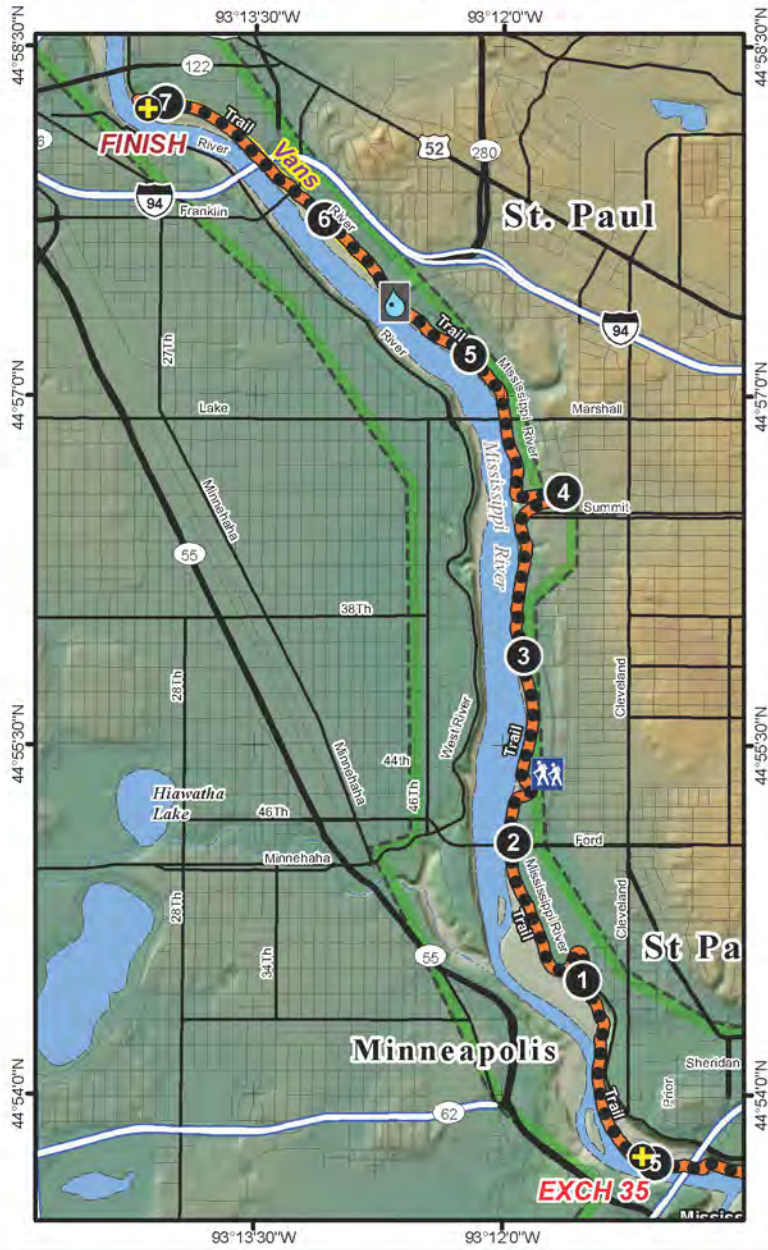 93°13'30"W
93°12'0"W
44°58'30"N
44°58'30"N
122
7
FINISH
Trail
River
Vans
52
280
6
94
Franklin
6
River
St. Paul
27Th
River
Trail
5
94
44°57'0"N
44°57'0"N
Lake
Marshall
Mississippi River
Mississippi River
4
Summit
Minnehaha
55
38Th
28Th
3
Cleveland
Trail
West River
44°55'30"N
44°55'30"N
44th
46Th
Minnehaha
Hiawatha
Lake
46Th
2
Ford
Minnehaha
Mississippi River
Trail
28Th
34Th
Cleveland
St Pa
55
1
Minneapolis
Sheridan
Prior
44°54'0"N
44°54'0"N
62
Trail
5
EXCH 35
Mississ
93°13'30"W
93°12'0"W